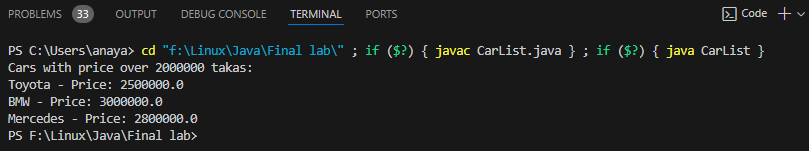 PROBLEMS 33 OUTPUT DEBUG CONSOLE TERMINAL PORTS Code
PS C:\Users\anaya> cd "f:\Linux\Java\Final lab\" ; if ($?) { javac CarList.java } ; if ($?) { java CarList }
Cars with price over 2000000 takas:
Toyota - Price: 2500000.0
BMW - Price: 3000000.0
Mercedes - Price: 2800000.0
PS F:\Linux\Java\Final lab>